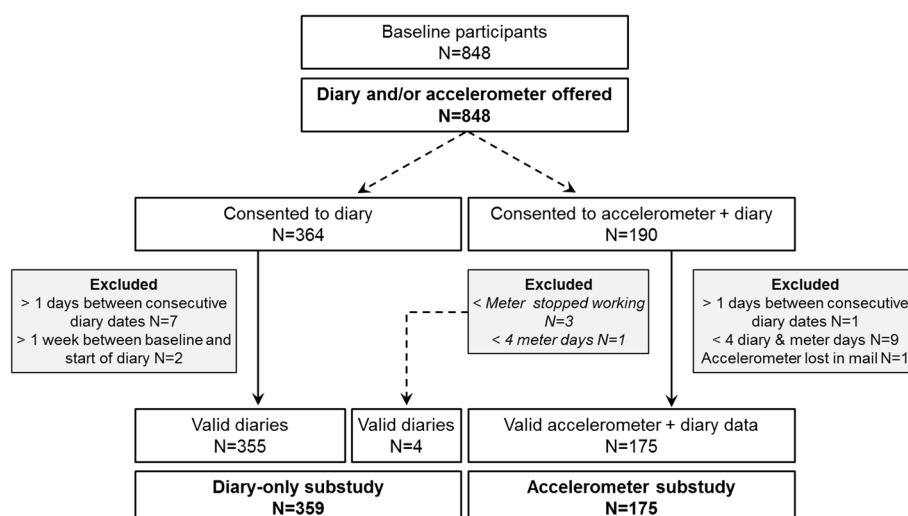 Baseline participants
N=848
Diary and/or accelerometer offered
N=848
Consented to diary
N=364
Consented to accelerometer + diary
N=190
Excluded
> 1 days between consecutive
diary dates N=7
> 1 week between baseline and
start of diary N=2
Excluded
< Meter stopped working
N=3
< 4 meter days N=1
Excluded
> 1 days between consecutive
diary dates N=1
< 4 diary & meter days N=9
Accelerometer lost in mail N=1
Valid diaries
N=355
Valid diaries
N=4
Valid accelerometer + diary data
N=175
Diary-only substudy
N=359
Accelerometer substudy
N=175